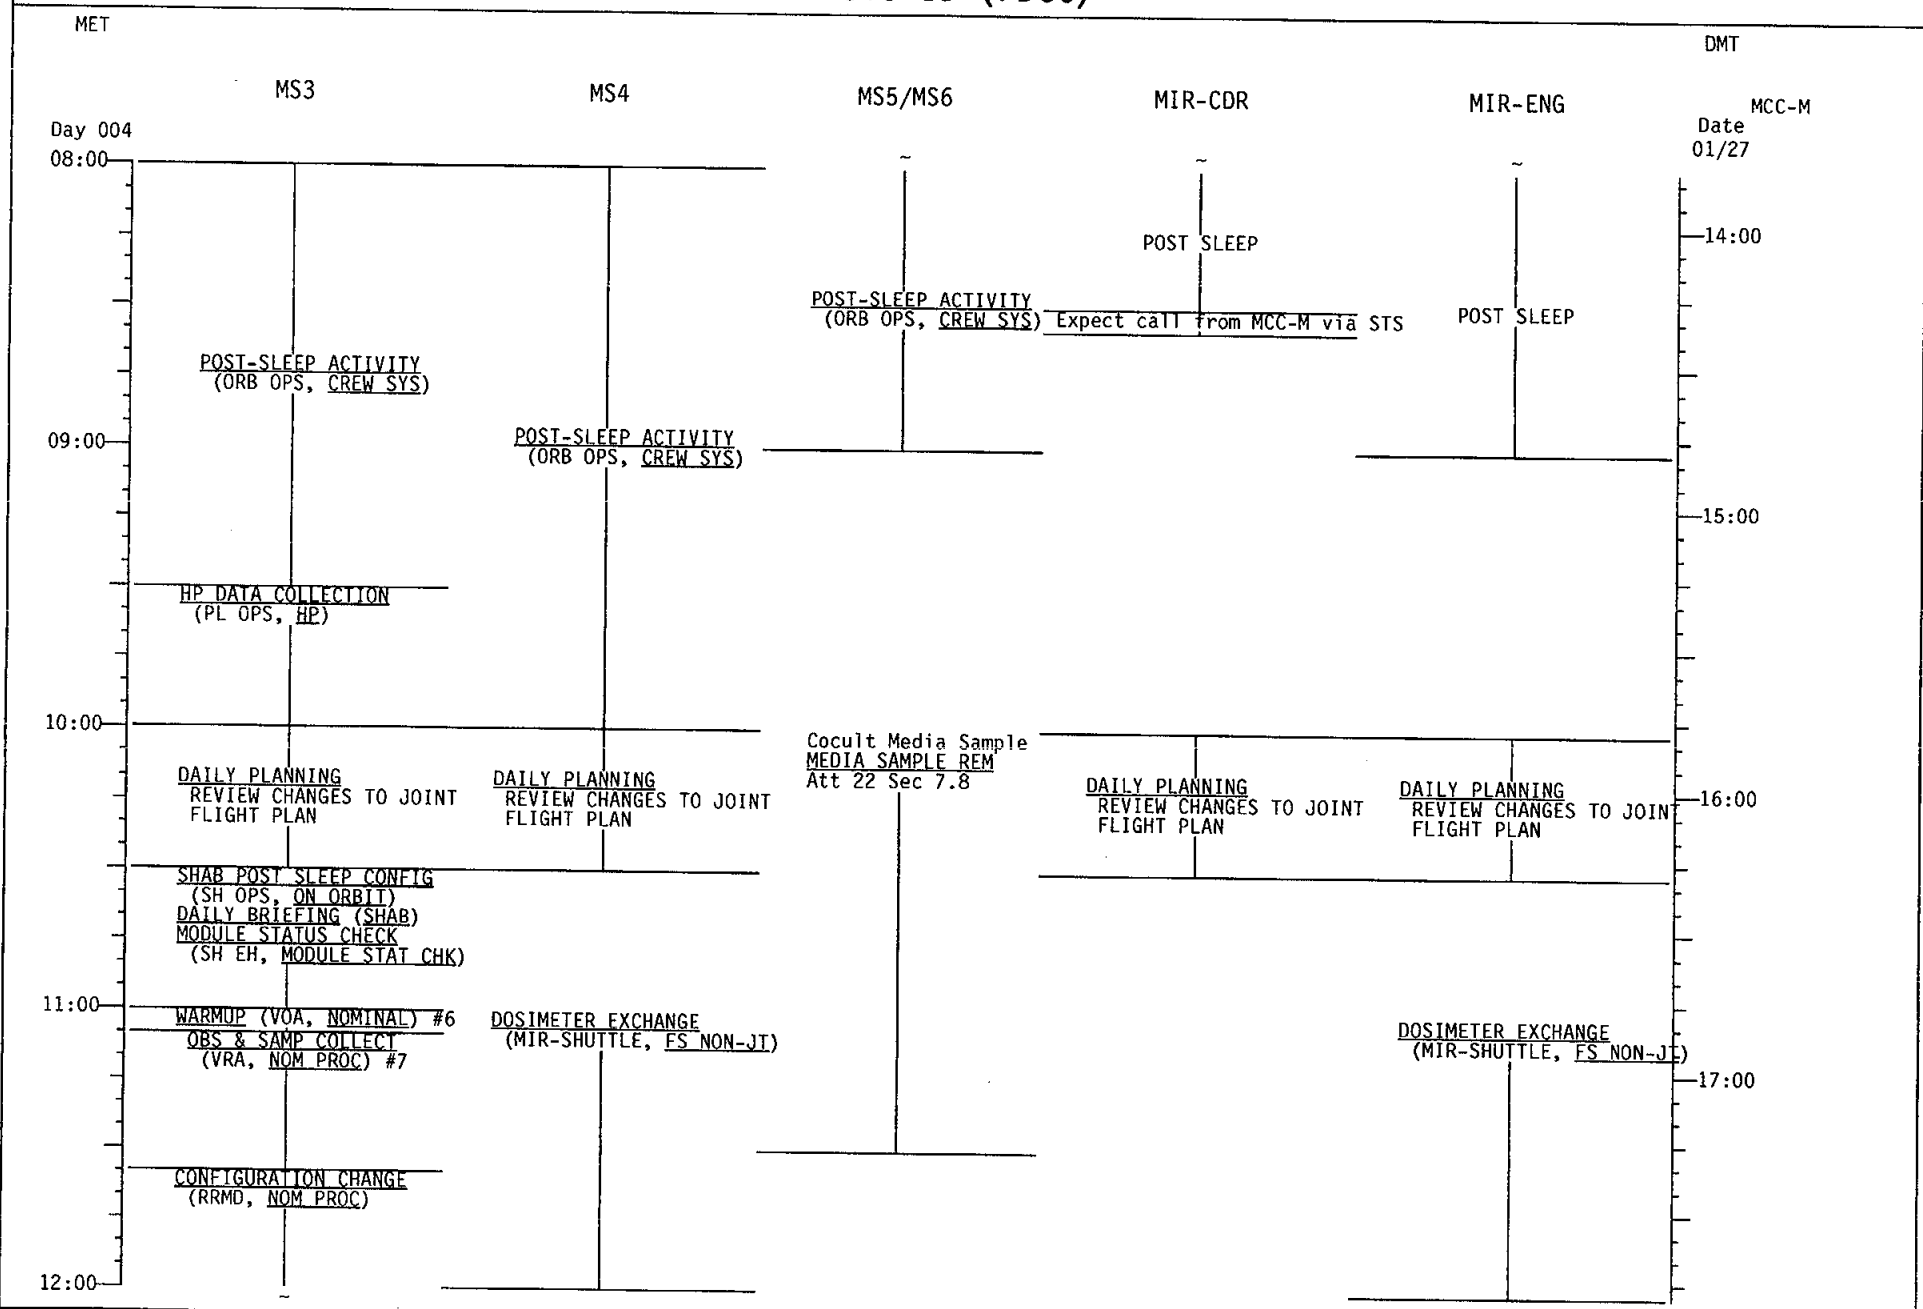 MET
DMT
MS3
MS4
MS5/MS6
MIR-CDR
MIR-ENG
MCC-M
Day 004
Date
01/27
08:00
~
~
~
14:00
POST SLEEP
POST-SLEEP ACTIVITY
(ORB OPS, CREW SYS)
Expect call from MCC-M via STS
POST SLEEP
POST-SLEEP ACTIVITY
(ORB OPS, CREW SYS)
09:00
POST-SLEEP ACTIVITY
(ORB OPS, CREW SYS)
15:00
HP DATA COLLECTION
(PL OPS, HP)
10:00
Cocult Media Sample
MEDIA SAMPLE REM
Att 22 Sec 7.8
DAILY PLANNING
REVIEW CHANGES TO JOINT
FLIGHT PLAN
DAILY PLANNING
REVIEW CHANGES TO JOINT
FLIGHT PLAN
DAILY PLANNING
REVIEW CHANGES TO JOINT
FLIGHT PLAN
DAILY PLANNING
REVIEW CHANGES TO JOINT
FLIGHT PLAN
16:00
SHAB POST SLEEP CONFIG
(SH OPS, ON ORBIT)
DAILY BRIEFING (SHAB)
MODULE STATUS CHECK
(SH EH, MODULE STAT CHK)
11:00
WARMUP (VOA, NOMINAL) #6
OBS & SAMP COLLECT
(VRA, NOM PROC) #7
DOSIMETER EXCHANGE
(MIR-SHUTTLE, FS NON-JT)
DOSIMETER EXCHANGE
(MIR-SHUTTLE, FS NON-JT)
17:00
CONFIGURATION CHANGE
(RRMD, NOM PROC)
12:00
~